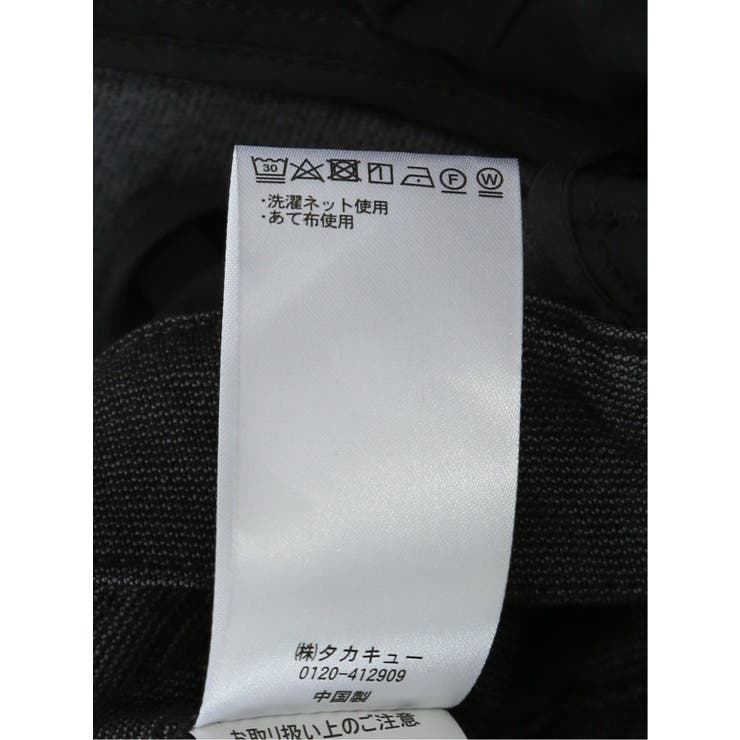 30 F W
・洗濯ネット使用
・あて布使用
㈱タカキュー
0120-412909
中国製
お取り扱い上のご注意